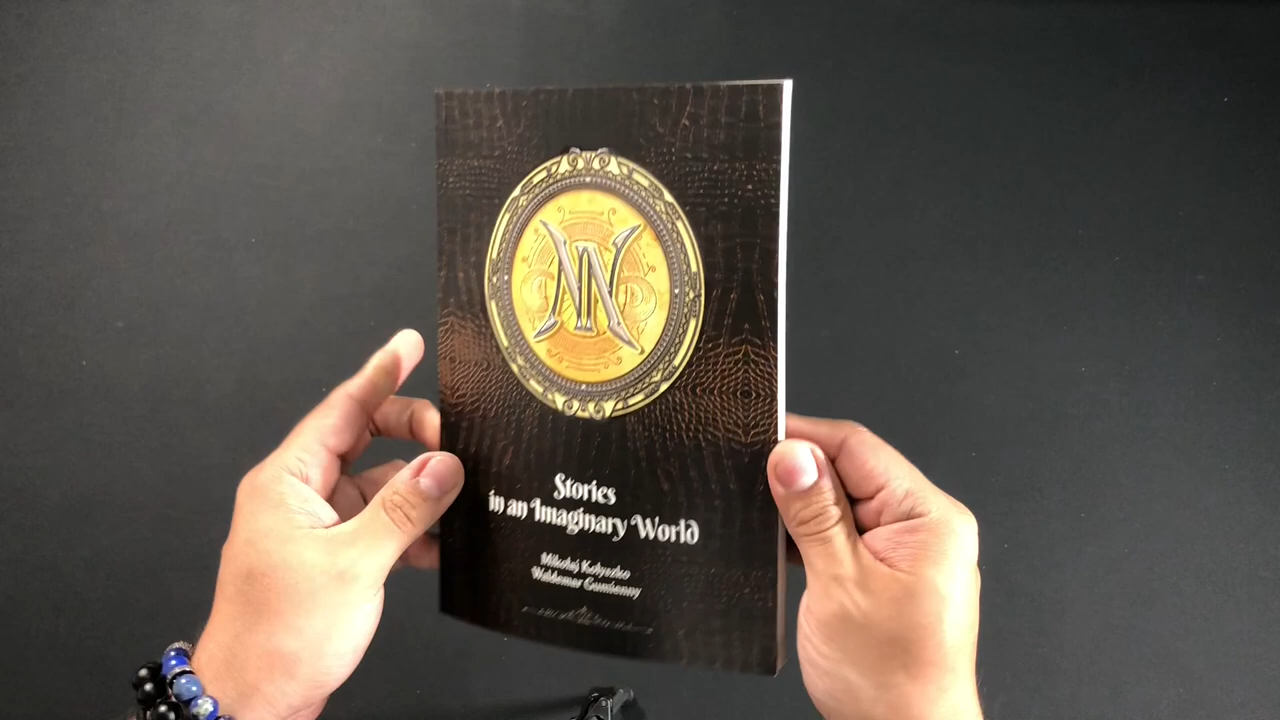 Stories
in an Imaginary World
Mikołaj Kołyszko
Waldemar Gumienny